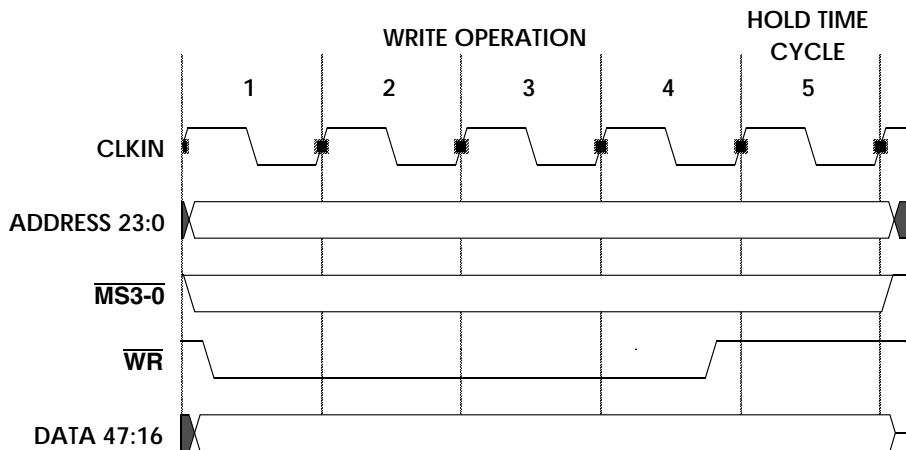 HOLD TIME
WRITE OPERATION
CYCLE
1 2 3 4 5
CLKIN
ADDRESS 23:0
MS3-0
WR
DATA 47:16